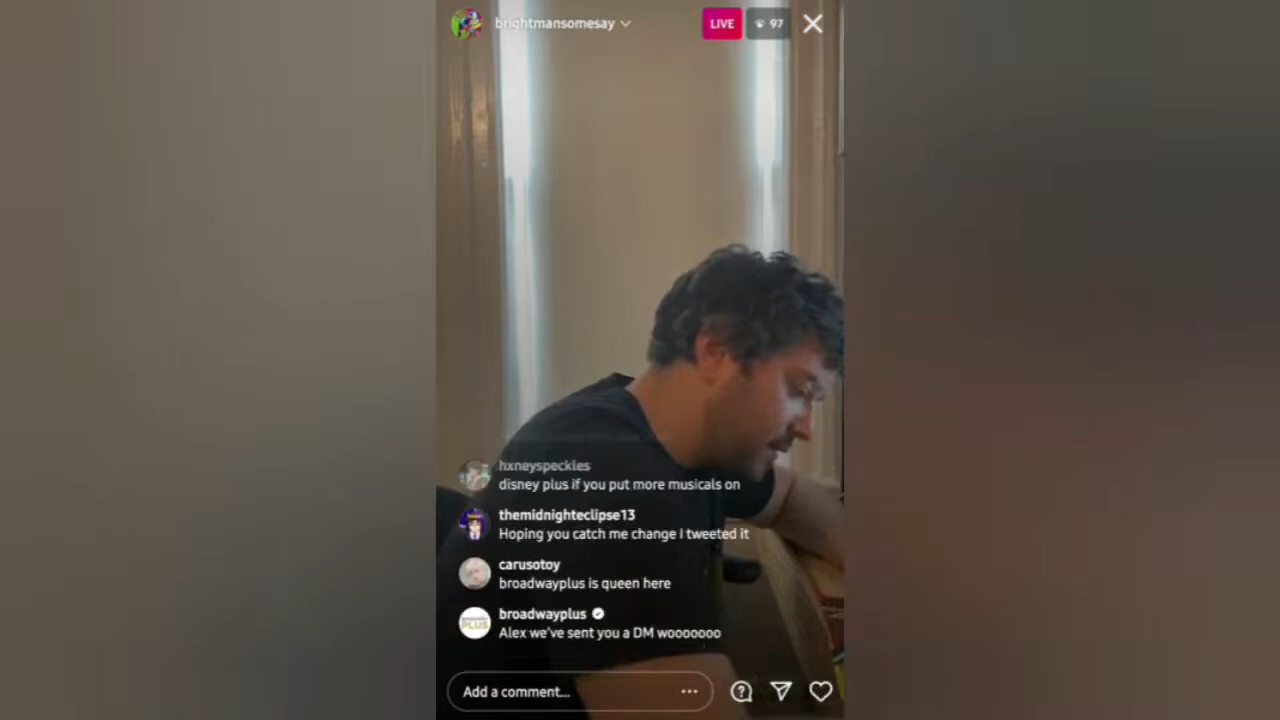 brightmansomesay
LIVE
97
hxneyspeckles
disney plus if you put more musicals on
themidnighteclipse13
Hoping you catch me change I tweeted it
carusotoy
broadwayplus is queen here
broadwayplus
PLUS
Alex we've sent you a DM wooooooo
Add a comment...